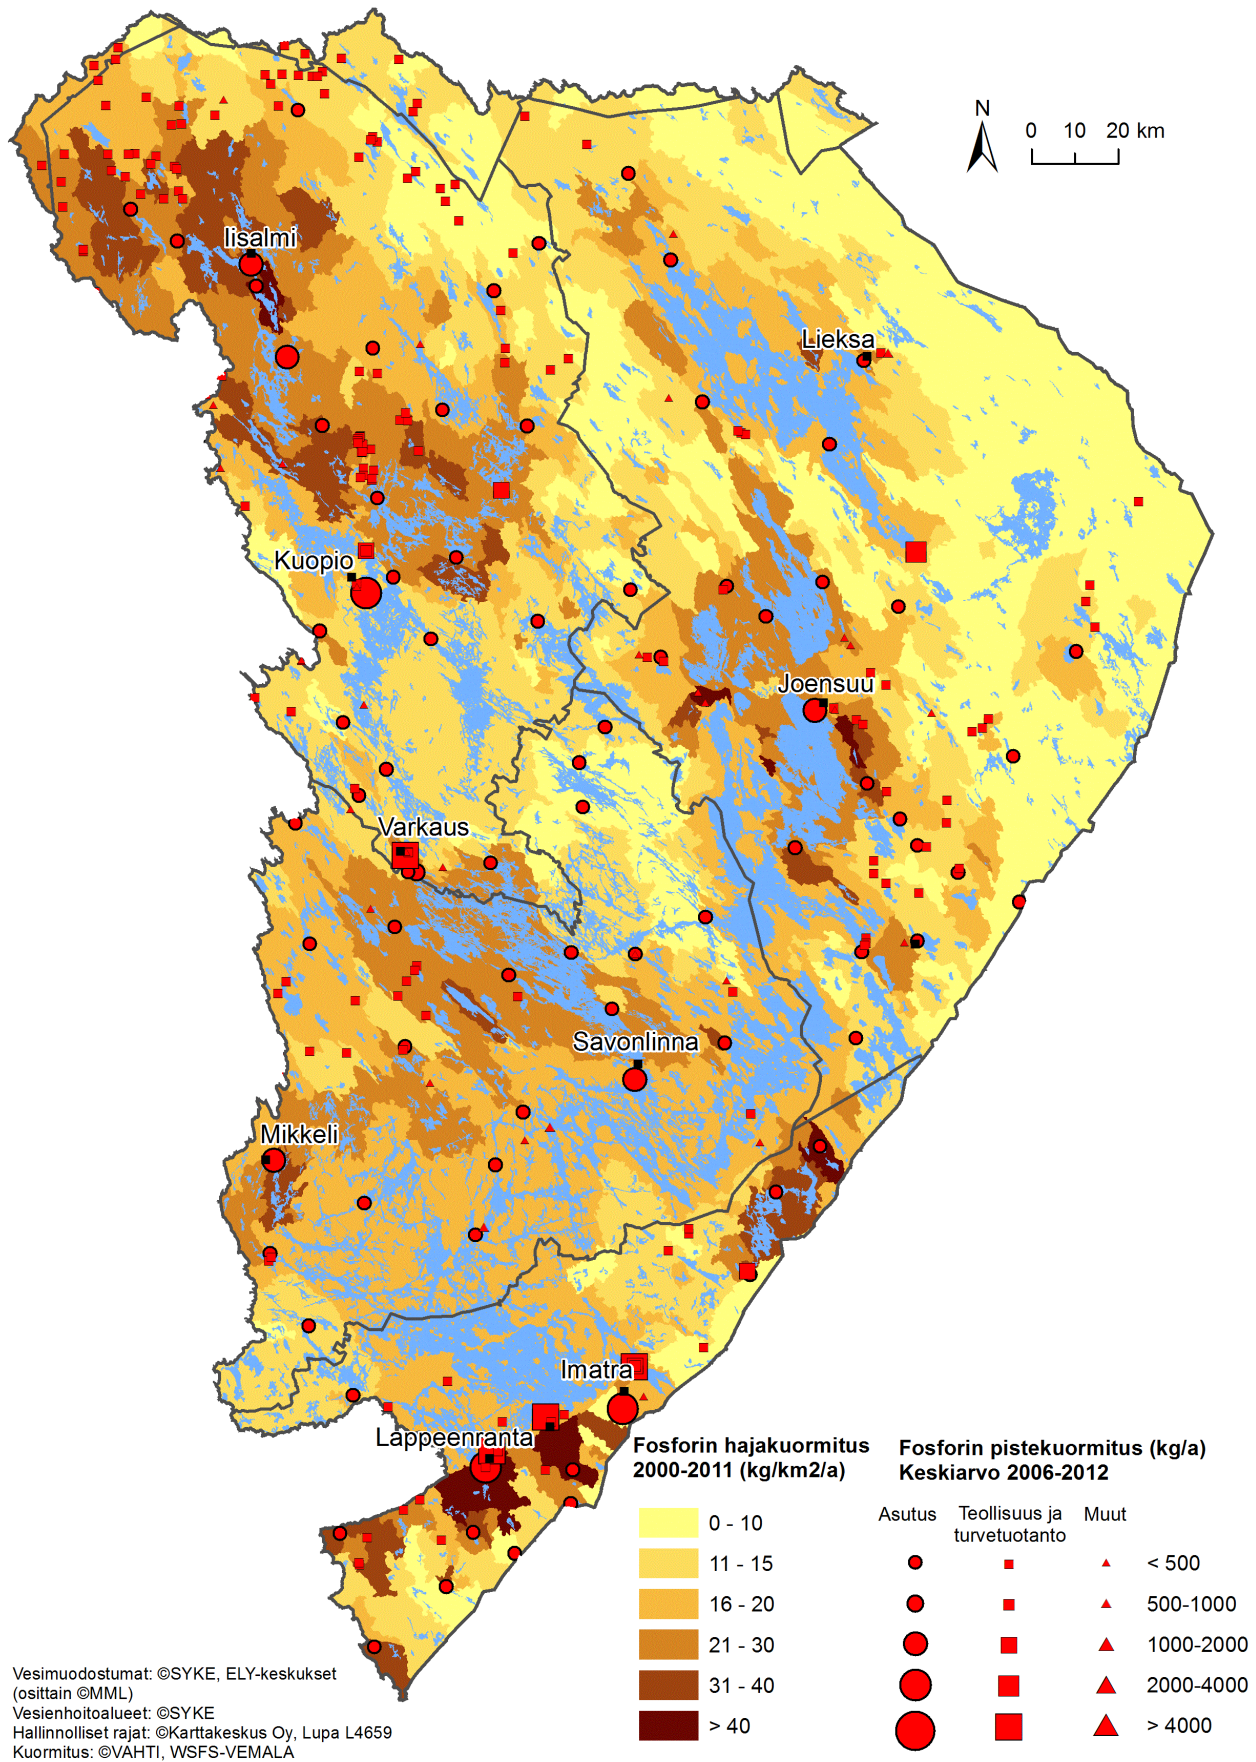 N
0 10 20 km
Iisalmi
Lieksa
Kuopio
Joensuu
Varkaus
Savonlinna
Mikkeli
Imatra
Lappeenranta
Fosforin hajakuormitus
2000-2011 (kg/km2/a)
0 - 10
11 - 15
16 - 20
21 - 30
31 - 40
> 40
Fosforin pistekuormitus (kg/a)
Keskiarvo 2006-2012
Asutus
Teollisuus ja
turvetuotanto
Muut
< 500
500-1000
1000-2000
2000-4000
> 4000
Vesimuodostumat: ©SYKE, ELY-keskukset
(osittain ©MML)
Vesienhoitoalueet: ©SYKE
Hallinnolliset rajat: ©Karttakeskus Oy, Lupa L4659
Kuormitus: ©VAHTI, WSFS-VEMALA